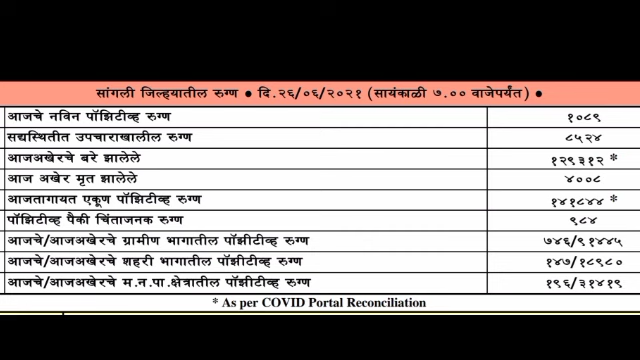 सांगली जिल्हयातील रुग्ण ● दि.२६/०६/२०२१ (सायंकाळी ७.०० वाजेपर्यंत) ●
आजचे नविन पॉझिटीव्ह रुग्ण १०८९
सद्यस्थितीत उपचाराखालील रुग्ण ८५२४
आजअखेरचे बरे झालेले १२९३१२ *
आज अखेर मृत झालेले ४००८
आजतागायत एकूण पॉझिटीव्ह रुग्ण १४१८४४ *
पॉझिटीव्ह पैकी चिंताजनक रुग्ण ९८४
आजचे/आजअखेरचे ग्रामीण भागातील पॉझीटीव्ह रुग्ण ७४६/९१४४५
आजचे/आजअखेरचे शहरी भागातील पॉझीटीव्ह रुग्ण १४७/१८९८०
आजचे/आजअखेरचे म.न.पा.क्षेत्रातील पॉझीटीव्ह रुग्ण १९६/३१४१९
* As per COVID Portal Reconciliation